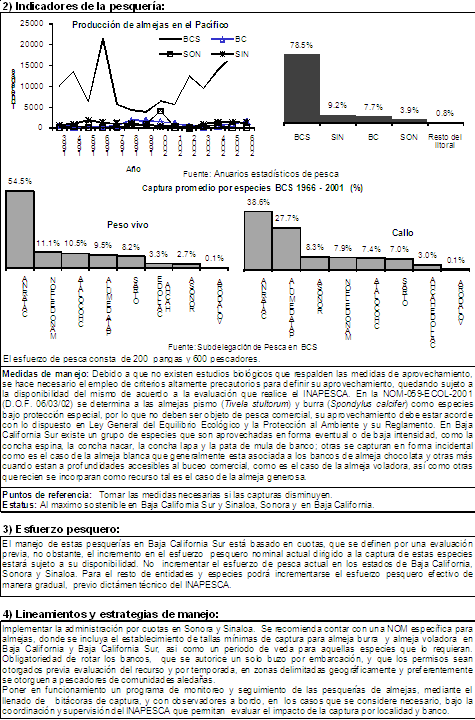 2) Indicadores de la pesquería:
Producción de almejas en el Pacífico
BCS BC
SON SIN
25000
20000
15000
10000
5000
0
Año
78.5%
9.2%
7.7%
3.9%
0.8%
BCS SIN BC SON Resto del litoral
Fuente: Anuarios estadísticos de pesca
Captura promedio por especies BCS 1966 - 2001 (%)
Peso vivo
54.5%
11.1% 10.5% 9.5% 8.2% 3.3% 2.7% 0.1%
Callo
38.6%
27.7%
8.3% 7.9% 7.4% 7.0% 3.0% 0.1%
Fuente: Subdelegación de Pesca en BCS
El esfuerzo de pesca consta de 200 pangas y 600 pescadores.
Medidas de manejo: Debido a que no existen estudios biológicos que respalden las medidas de aprovechamiento,
se hace necesario el empleo de criterios altamente precautorios para definir su aprovechamiento, quedando sujeto a
la disponibilidad del mismo de acuerdo a la evaluación que realice el INAPESCA. En la NOM-059-ECOL-2001
(D.O.F. 06/03/02) se determina a las almejas pismo (Tivela stultorum) y burra (Spondylus calcifer) como especies
bajo protección especial, por lo que no deben ser objeto de pesca comercial, su aprovechamiento debe estar acorde
con lo dispuesto en Ley General del Equilibrio Ecológico y la Protección al Ambiente y su Reglamento. En Baja
California Sur existe un grupo de especies que son aprovechadas en forma eventual o de baja intensidad, como la
concha espina, la concha nacar, la concha lapa y la pata de mula de banco; otras se capturan en forma incidental
como es el caso de la almeja blanca que generalmente esta asociada a los bancos de almeja chocolata y otras más
cuando estan a profundidades accesibles al buceo comercial, como es el caso de la almeja voladora, así como otras
que recien se incorporan como recurso tal es el caso de la almeja generosa.
Puntos de referencia: Tomar las medidas necesarias si las capturas disminuyen.
Estatus: Al maximo sostenible en Baja California Sur y Sinaloa, Sonora y en Baja California.
3) Esfuerzo pesquero:
El manejo de estas pesquerías en Baja California Sur está basado en cuotas, que se definen por una evaluación
previa, no obstante, el incremento en el esfuerzo pesquero nominal actual dirigido a la captura de estas especies
estará sujeto a su disponibilidad. No incrementar el esfuerzo de pesca actual en los estados de Baja California,
Sonora y Sinaloa. Para el resto de entidades y especies podrá incrementarse el esfuerzo pesquero efectivo de
manera gradual, previo dictámen técnico del INAPESCA.
4) Lineamientos y estrategias de manejo:
Implementar la administración por cuotas en Sonora y Sinaloa. Se recomienda contar con una NOM específica para
almejas, donde se incluya el establecimiento de tallas mínimas de captura para almeja burra y almeja voladora en
Baja California y Baja California Sur, así como un periodo de veda para aquellas especies que lo requieran.
Obligatoriedad de rotar los bancos, que se autorice un solo buzo por embarcación, y que los permisos sean
otorgados previa evaluación del recurso y por temporada, en zonas delimitadas geográficamente y preferentemente
se otorguen a pescadores de comunidades aledañas.
Poner en funcionamiento un programa de monitoreo y seguimiento de las pesquerías de almejas, mediante el
llenado de bitácoras de captura, y con observadores a bordo, en los casos que se considere necesario, bajo la
coordinación y supervisión del INAPESCA que permitan evaluar el impacto de la captura por localidad y banco.